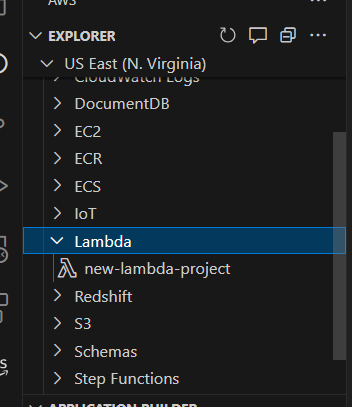 AWS
EXPLORER
US East (N. Virginia)
CloudWatch Logs
DocumentDB
EC2
ECR
ECS
IoT
Lambda
new-lambda-project
Redshift
S3
Schemas
Step Functions
APPLICATION BUILDER